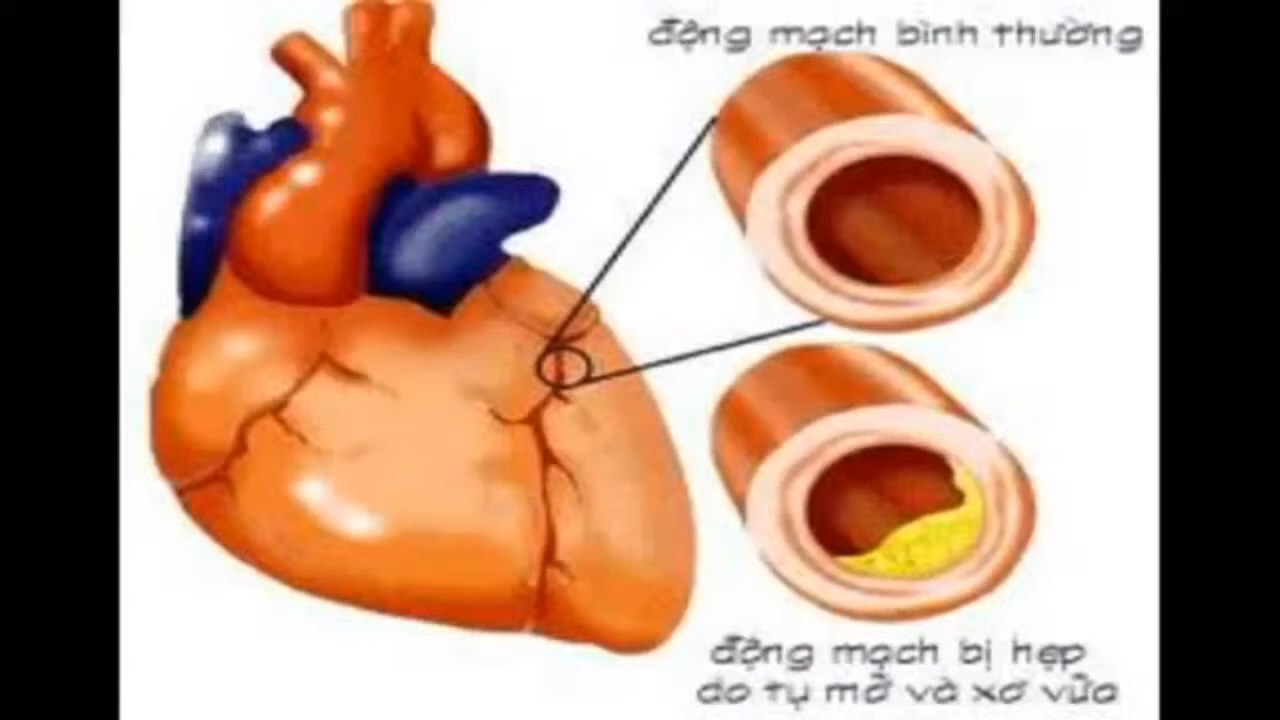 động mạch bình thường
động mạch bị hẹp
do tụ mỡ và xơ vữa